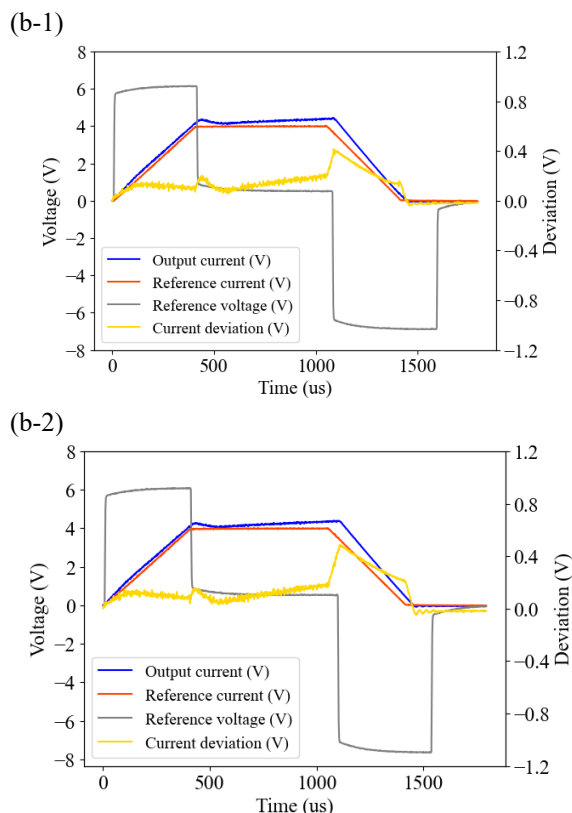 (b-1)
8
6
4
2
0
−2
−4
−6
−8
Voltage (V)
1.2
0.8
0.4
0.0
−0.4
−0.8
−1.2
Deviation (V)
Output current (V)
Reference current (V)
Reference voltage (V)
Current deviation (V)
0 500 1000 1500
Time (us)
(b-2)
8
6
4
2
0
−2
−4
−6
−8
Voltage (V)
1.2
0.8
0.4
0.0
−0.4
−0.8
−1.2
Deviation (V)
Output current (V)
Reference current (V)
Reference voltage (V)
Current deviation (V)
0 500 1000 1500
Time (us)